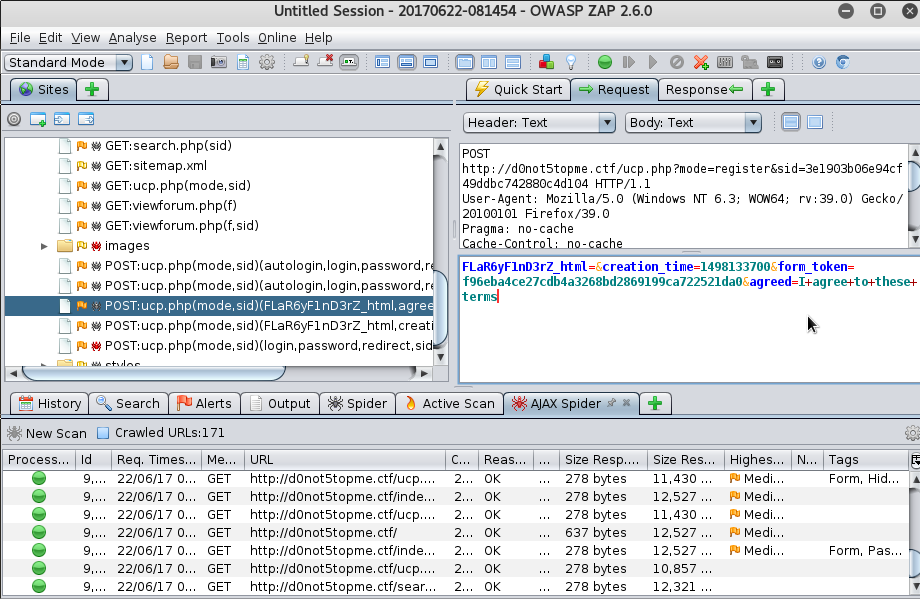 Untitled Session - 20170622-081454 - OWASP ZAP 2.6.0
File Edit View Analyse Report Tools Online Help
Standard Mode
Sites
Quick Start Request Response
Header: Text Body: Text
GET:search.php(sid)
GET:sitemap.xml
GET:ucp.php(mode,sid)
GET:viewforum.php(f)
GET:viewforum.php(f,sid)
images
POST:ucp.php(mode,sid)(autologin,login,password,re
POST:ucp.php(mode,sid)(autologin,login,password,re
POST:ucp.php(mode,sid)(FLaR6yF1nD3rZ_html,agree
POST:ucp.php(mode,sid)(FLaR6yF1nD3rZ_html,creati
POST:ucp.php(mode,sid)(login,password,redirect,sid
styles
POST
http://d0not5topme.ctf/ucp.php?mode=register&sid=3e1903b06e94cf
49ddbc742880c4d104 HTTP/1.1
User-Agent: Mozilla/5.0 (Windows NT 6.3; WOW64; rv:39.0) Gecko/
20100101 Firefox/39.0
Pragma: no-cache
Cache-Control: no-cache
FLaR6yF1nD3rZ_html=&creation_time=1498133700&form_token=
f96eba4ce27cdb4a3268bd2869199ca722521da0&agreed=I+agree+to+these+
terms
History Search Alerts Output Spider Active Scan AJAX Spider
New Scan Crawled URLs:171
Process... Id Req. Times... Me... URL C... Reas... ... Size Resp.... Size Res... Highes... N... Tags
9,... 22/06/17 0... GET http://d0not5topme.ctf/ucp.... 2... OK ... 278 bytes 11,430 ... Medi... Form, Hid...
9,... 22/06/17 0... GET http://d0not5topme.ctf/inde... 2... OK ... 278 bytes 12,527 ... Medi...
9,... 22/06/17 0... GET http://d0not5topme.ctf/ucp.... 2... OK ... 278 bytes 11,430 ... Medi...
9,... 22/06/17 0... GET http://d0not5topme.ctf/ 2... OK ... 637 bytes 12,527 ... Medi...
9,... 22/06/17 0... GET http://d0not5topme.ctf/inde... 2... OK ... 278 bytes 12,527 ... Medi... Form, Pas...
9,... 22/06/17 0... GET http://d0not5topme.ctf/ucp.... 2... OK ... 278 bytes 10,857 ...
9,... 22/06/17 0... GET http://d0not5topme.ctf/sear... 2... OK ... 278 bytes 12,321 ...